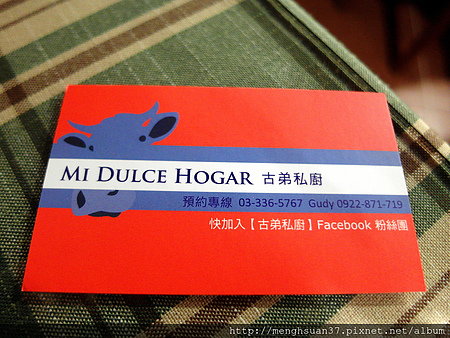 MI DULCE HOGAR 古弟私廚
預約專線 03-336-5767 Gudy 0922-871-719
快加入【古弟私廚】Facebook 粉絲團
http://menghsuan37.pixnet.net/album